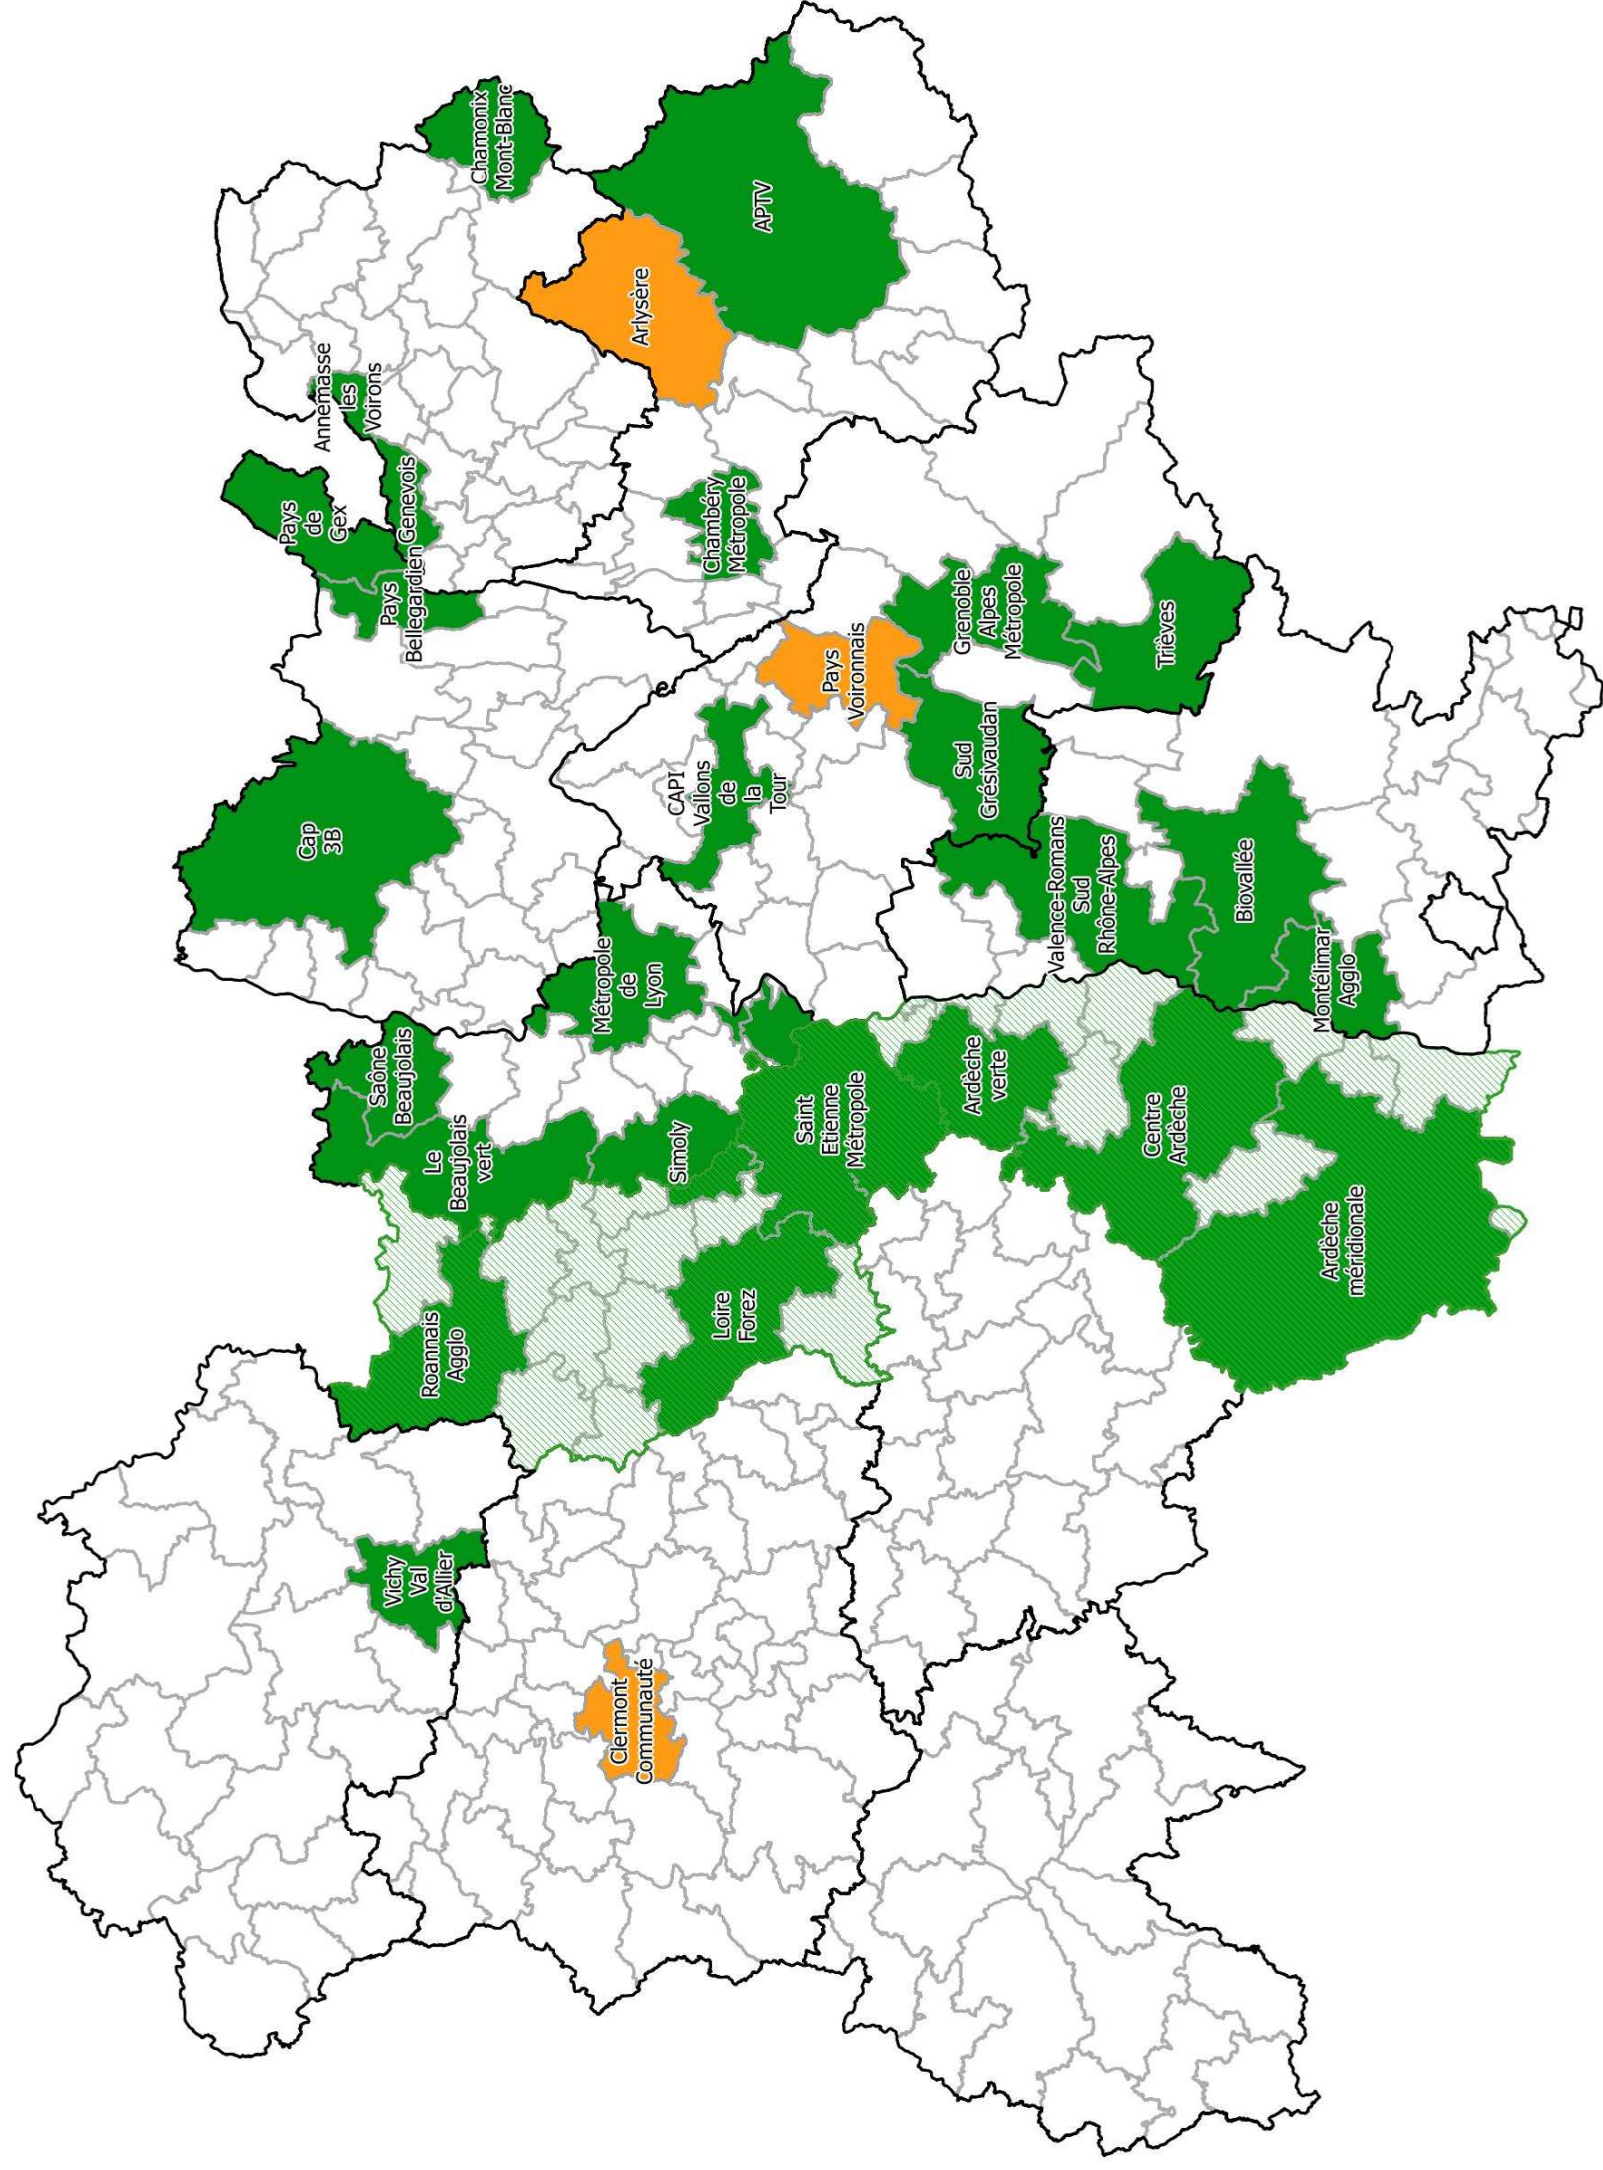 Vichy
Val
d'Allier
Clermont
Communauté
Roannais
Agglo
Loire
Forez
Le
Beaujolais
vert
Saône
Beaujolais
Simoly
Saint
Etienne
Métropole
Métropole
de
Lyon
Ardèche
verte
Centre
Ardèche
Ardèche
méridionale
Cap
3B
Pays
Bellegardien
Pays
de
Gex
Genevois
Annemasse
les
Voirons
Chamonix
Mont-Blanc
Arlysère
APTV
Chambéry
Métropole
CAPI
Vallons
de
la
Tour
Pays
Voironnais
Grenoble
Alpes
Métropole
Sud
Grésivaudan
Trièves
Valence-Romans
Sud
Rhône-Alpes
Biovallée
Montélimar
Agglo